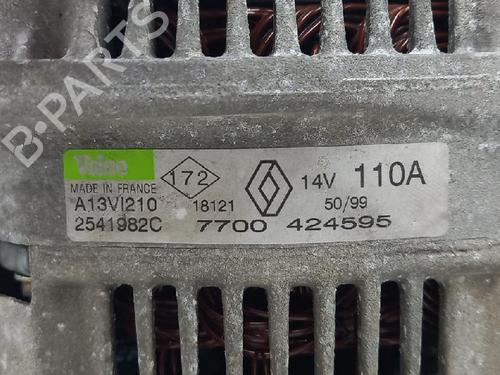 B-PARTS
Valeo
MADE IN FRANCE
172
14V 110A
A13VI210
18121
50/99
2541982C
7700 424595